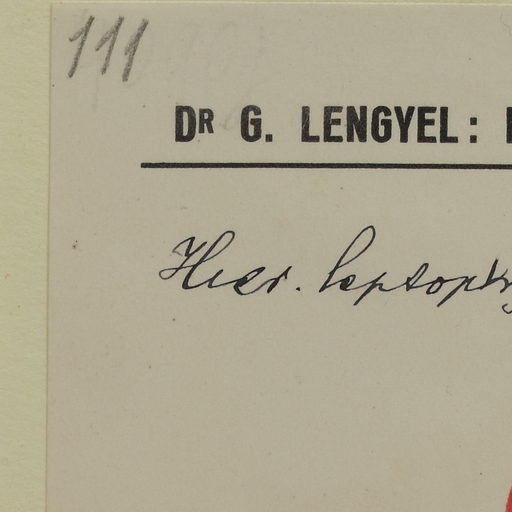 111
DR G. LENGYEL:
Hier. leptoph